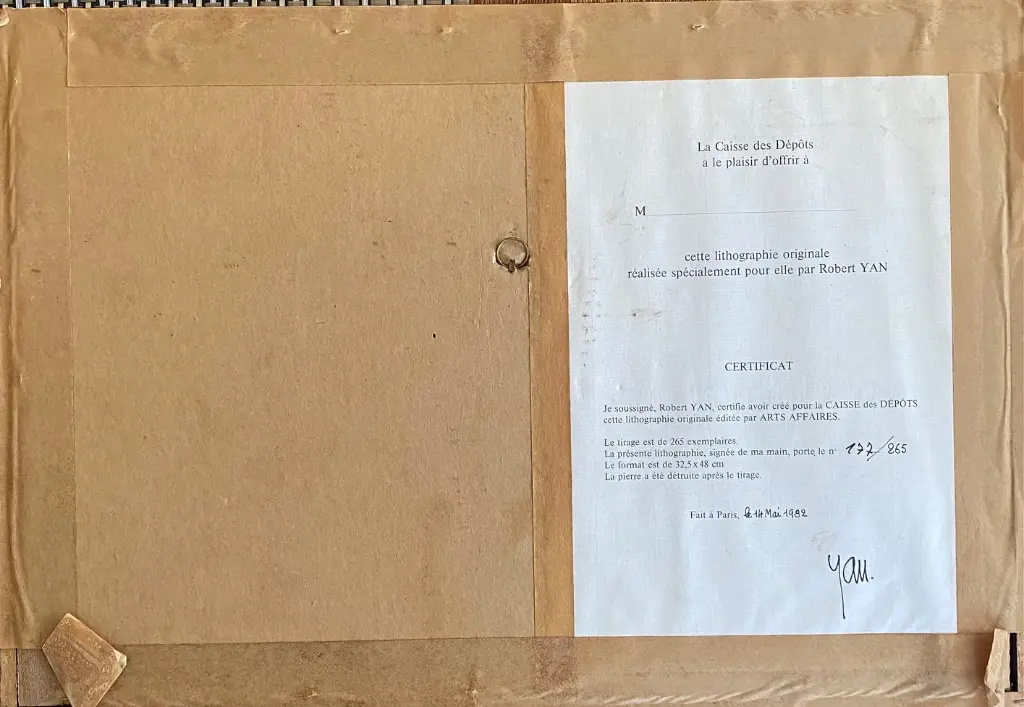 La Caisse des Dépôts
a le plaisir d'offrir à
M
cette lithographie originale
réalisée spécialement pour elle par Robert YAN
CERTIFICAT
Je soussigné, Robert YAN, certifie avoir créé pour la CAISSE des DÉPÔTS
cette lithographie originale éditée par ARTS AFFAIRES.
Le tirage est de 265 exemplaires.
La présente lithographie, signée de ma main, porte le n° 177/265
Le format est de 32,5 x 48 cm
La pierre a été détruite après le tirage.
Fait à Paris, le 14 Mai 1982
Yan.